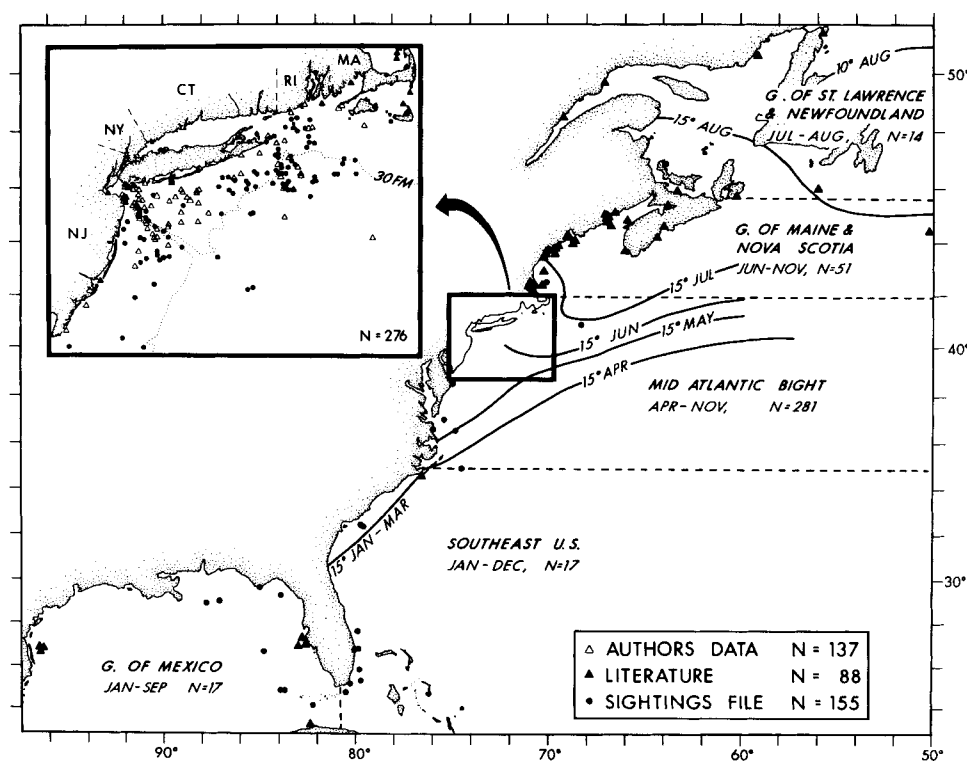 MA
RI
CT
NY
NJ
30FM
N = 276
10° AUG
50°
G. OF ST. LAWRENCE
& NEWFOUNDLAND
JUL-AUG, N=14
15° AUG
G. OF MAINE &
NOVA SCOTIA
JUN-NOV, N=51
15° JUL
15° JUN
15° MAY
40°
15° APR
MID ATLANTIC BIGHT
APR-NOV, N=281
15° JAN-MAR
SOUTHEAST U.S.
JAN-DEC, N=17
30°
G. OF MEXICO
JAN-SEP N=17
△ AUTHORS DATA N = 137
▲ LITERATURE N = 88
• SIGHTINGS FILE N = 155
90°
80°
70°
60°
50°